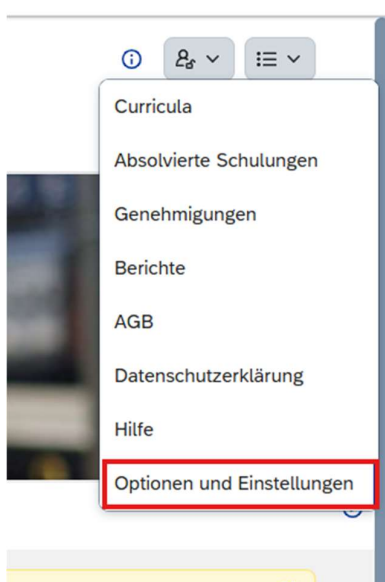 Curricula
Absolvierte Schulungen
Genehmigungen
Berichte
AGB
Datenschutzerklärung
Hilfe
Optionen und Einstellungen